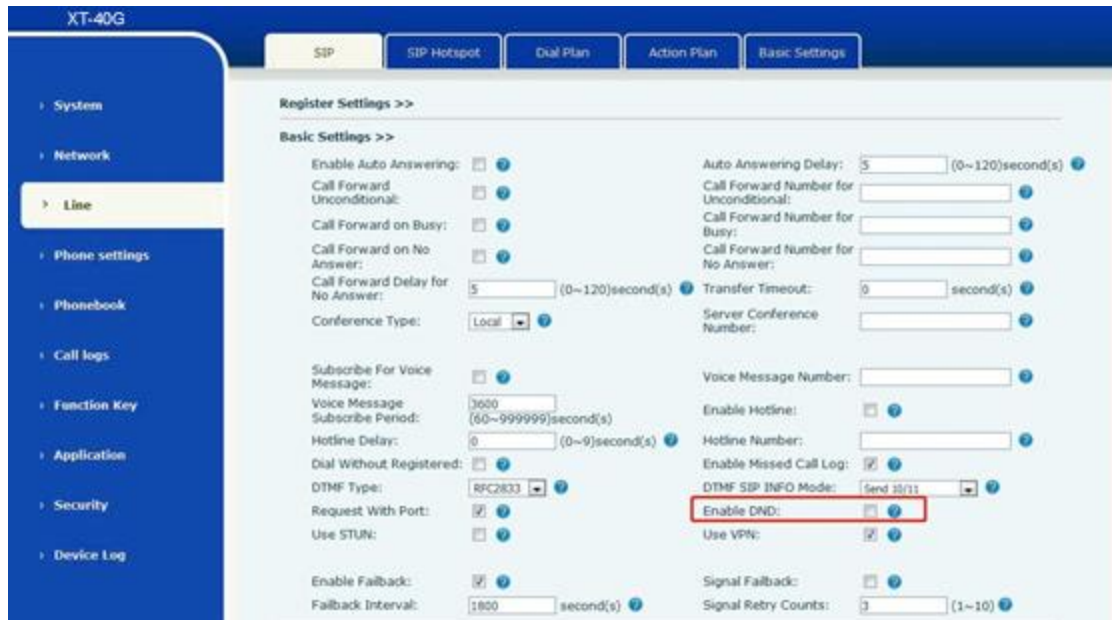 XT-40G
SIP
SIP Hotspot
Dial Plan
Action Plan
Basic Settings
› System
› Network
› Line
› Phone settings
› Phonebook
› Call logs
› Function Key
› Application
› Security
› Device Log
Register Settings >>
Basic Settings >>
Enable Auto Answering:
Auto Answering Delay: 5 (0~120)second(s)
Call Forward
Unconditional:
Call Forward Number for
Unconditional:
Call Forward on Busy:
Call Forward Number for
Busy:
Call Forward on No
Answer:
Call Forward Number for
No Answer:
Call Forward Delay for
No Answer: 5 (0~120)second(s)
Transfer Timeout: 0 second(s)
Conference Type: Local
Server Conference
Number:
Subscribe For Voice
Message:
Voice Message Number:
Voice Message
Subscribe Period: 3600
(60~999999)second(s)
Enable Hotline:
Hotline Delay: 0 (0~9)second(s)
Hotline Number:
Dial Without Registered:
Enable Missed Call Log:
DTMF Type: RFC2833
DTMF SIP INFO Mode: Send 10/11
Request With Port:
Enable DND:
Use STUN:
Use VPN:
Enable Failback:
Signal Failback:
Failback Interval: 1800 second(s)
Signal Retry Counts: 3 (1~10)